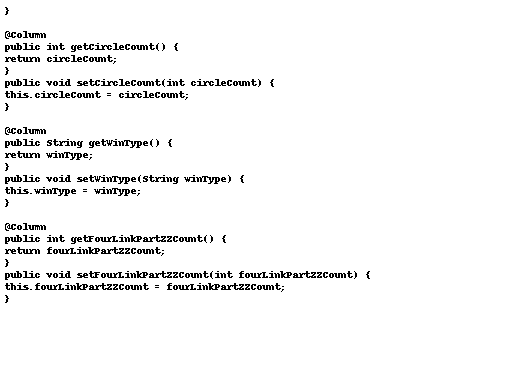 }
@Column
public int getCircleCount() {
return circleCount;
}
public void setCircleCount(int circleCount) {
this.circleCount = circleCount;
}
@Column
public String getWinType() {
return winType;
}
public void setWinType(String winType) {
this.winType = winType;
}
@Column
public int getFourLinkPartZZCount() {
return fourLinkPartZZCount;
}
public void setFourLinkPartZZCount(int fourLinkPartZZCount) {
this.fourLinkPartZZCount = fourLinkPartZZCount;
}